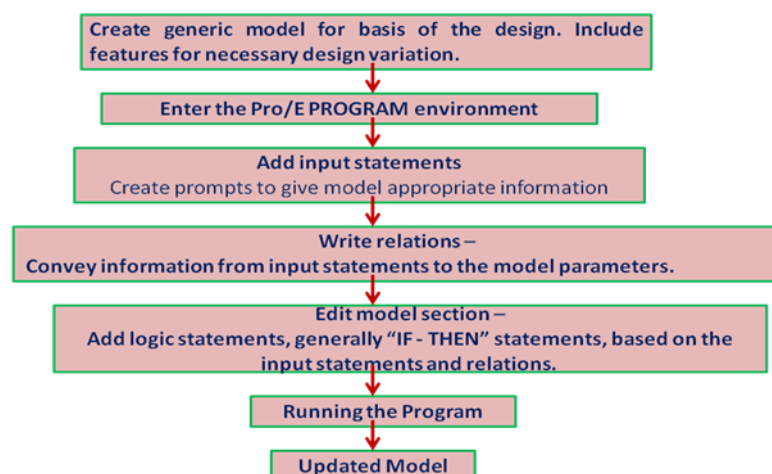 Create generic model for basis of the design. Include
features for necessary design variation.
Enter the Pro/E PROGRAM environment
Add input statements
Create prompts to give model appropriate information
Write relations –
Convey information from input statements to the model parameters.
Edit model section –
Add logic statements, generally “IF - THEN” statements, based on the
input statements and relations.
Running the Program
Updated Model